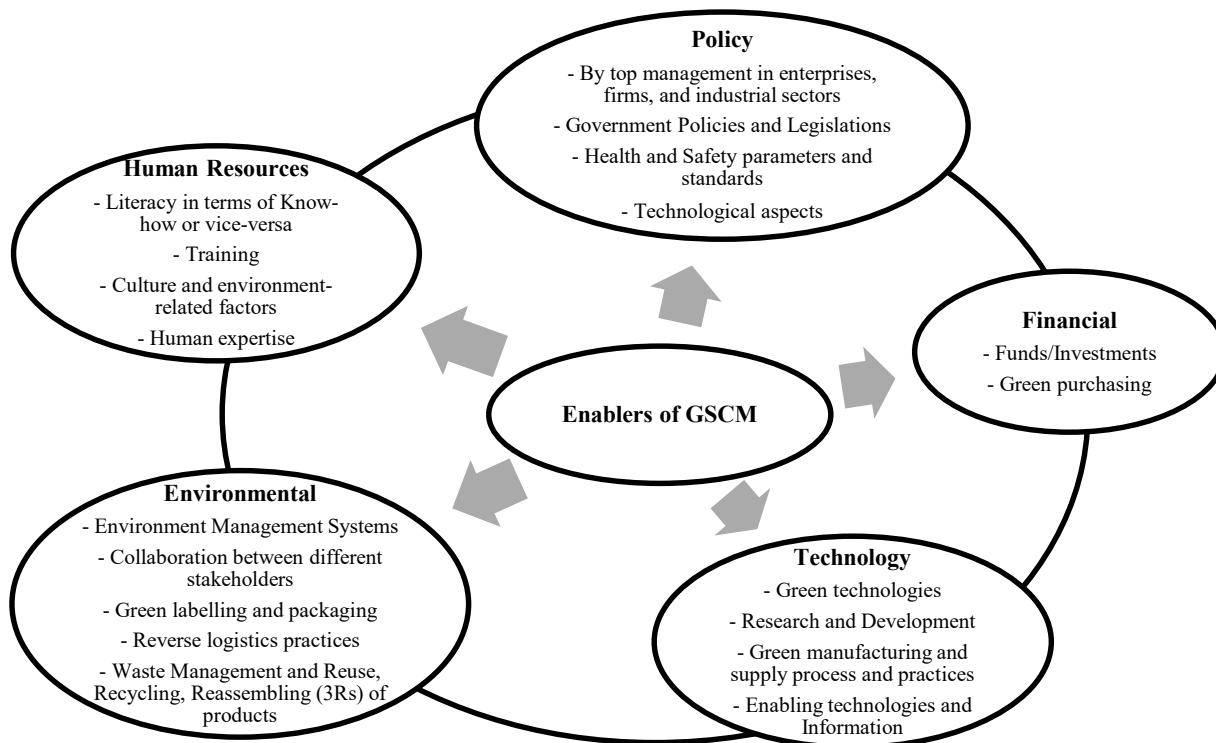 Policy
- By top management in enterprises,
firms, and industrial sectors
- Government Policies and Legislations
- Health and Safety parameters and
standards
- Technological aspects
Human Resources
- Literacy in terms of Know-
how or vice-versa
- Training
- Culture and environment-
related factors
- Human expertise
Financial
- Funds/Investments
- Green purchasing
Enablers of GSCM
Environmental
- Environment Management Systems
- Collaboration between different
stakeholders
- Green labelling and packaging
- Reverse logistics practices
- Waste Management and Reuse,
Recycling, Reassembling (3Rs) of
products
Technology
- Green technologies
- Research and Development
- Green manufacturing and
supply process and practices
- Enabling technologies and
Information